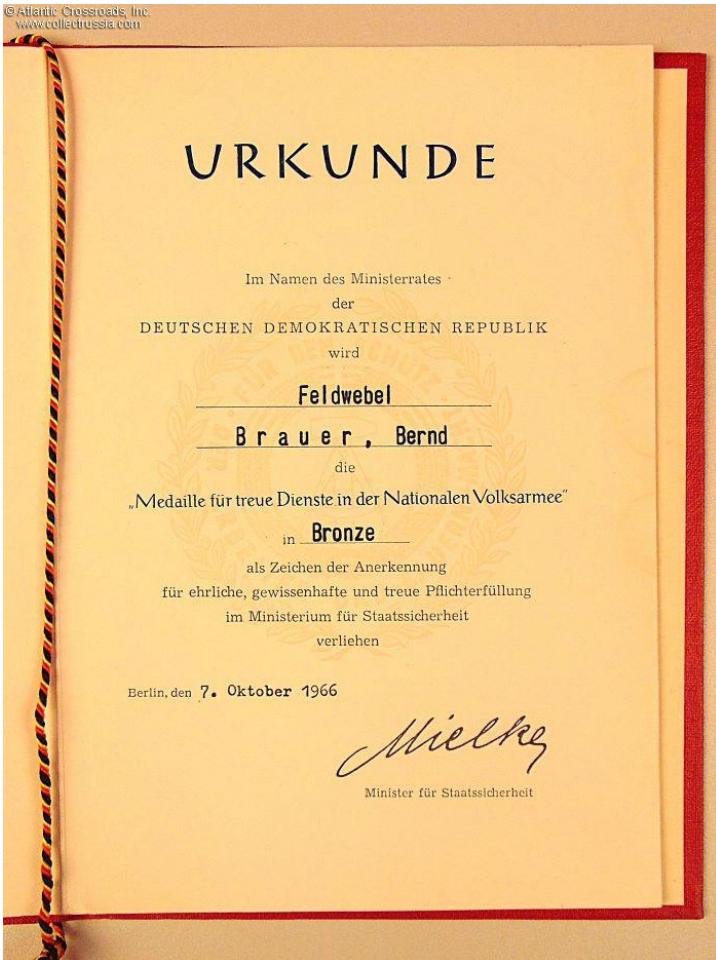 © Atlantic Crossroads, Inc.
www.collectrussia.com
URKUNDE
Im Namen des Ministerrates
der
DEUTSCHEN DEMOKRATISCHEN REPUBLIK
wird
Feldwebel
Brauer, Bernd
die
„Medaille für treue Dienste in der Nationalen Volksarmee"
in Bronze
als Zeichen der Anerkennung
für ehrliche, gewissenhafte und treue Pflichterfüllung
im Ministerium für Staatssicherheit
verliehen
Berlin, den 7. Oktober 1966
Mielke
Minister für Staatssicherheit